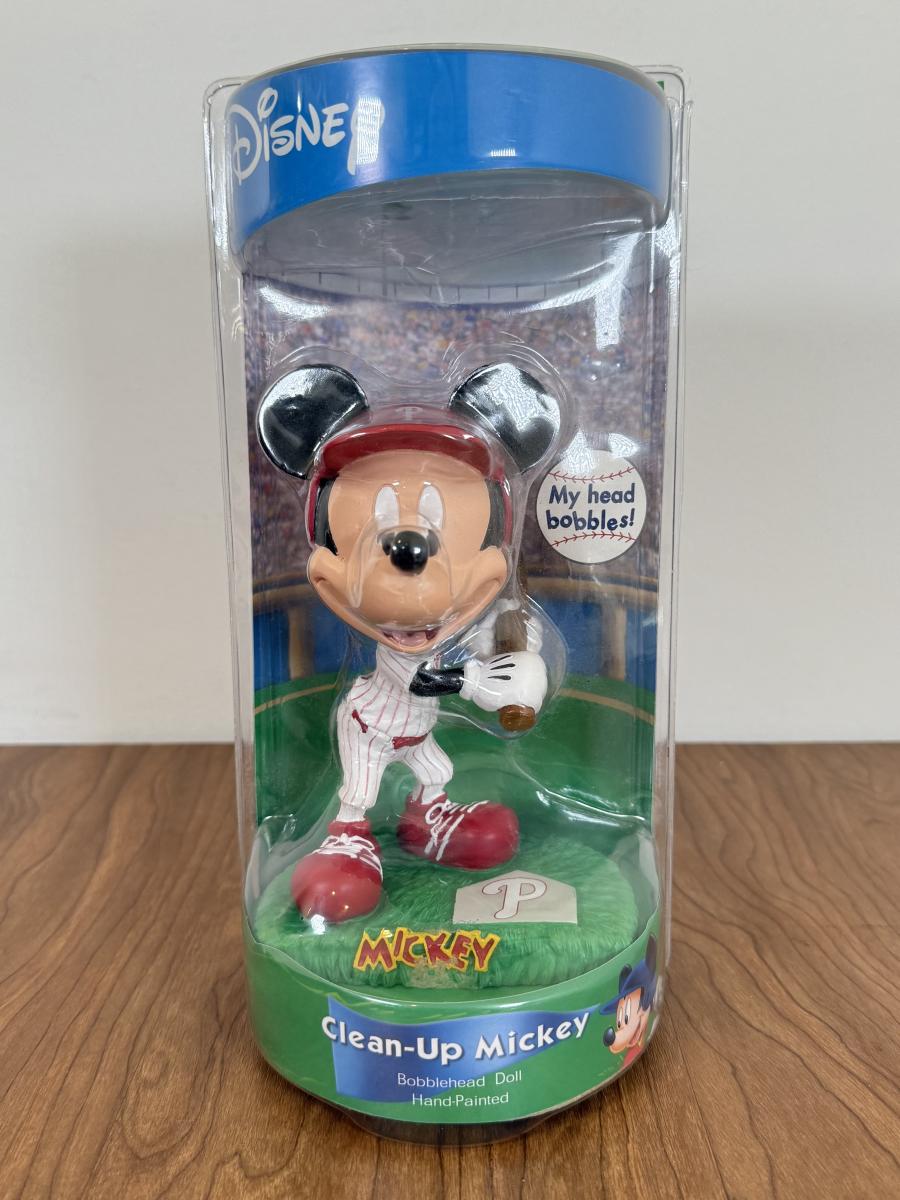 Disney
P
My head
bobbles!
P
MICKEY
Clean-Up Mickey
Bobblehead Doll
Hand-Painted